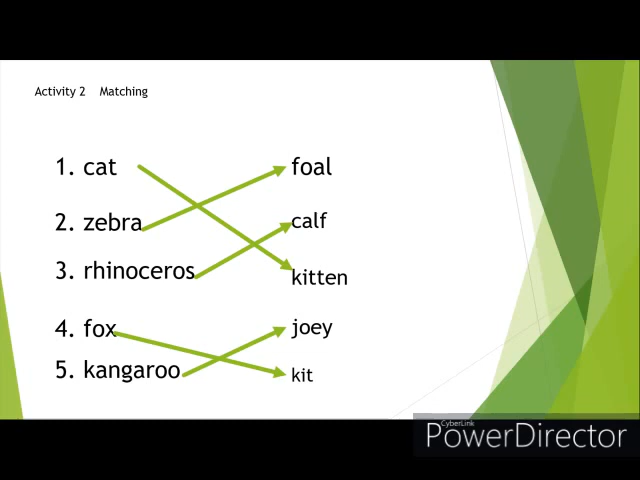 Activity 2 Matching
1. cat foal
2. zebra calf
3. rhinoceros kitten
4. fox joey
5. kangaroo kit
CyberLink
PowerDirector